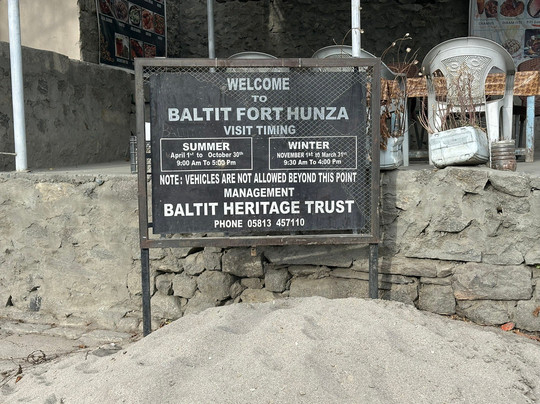 WELCOME
TO
BALTIT FORT HUNZA
VISIT TIMING
SUMMER
April 1st to October 30th
9:00 Am To 5:00 Pm
WINTER
NOVEMBER 1st to March 31st
9:30 Am To 4:00 Pm
NOTE: VEHICLES ARE NOT ALLOWED BEYOND THIS POINT
MANAGEMENT
BALTIT HERITAGE TRUST
PHONE 05813 457110